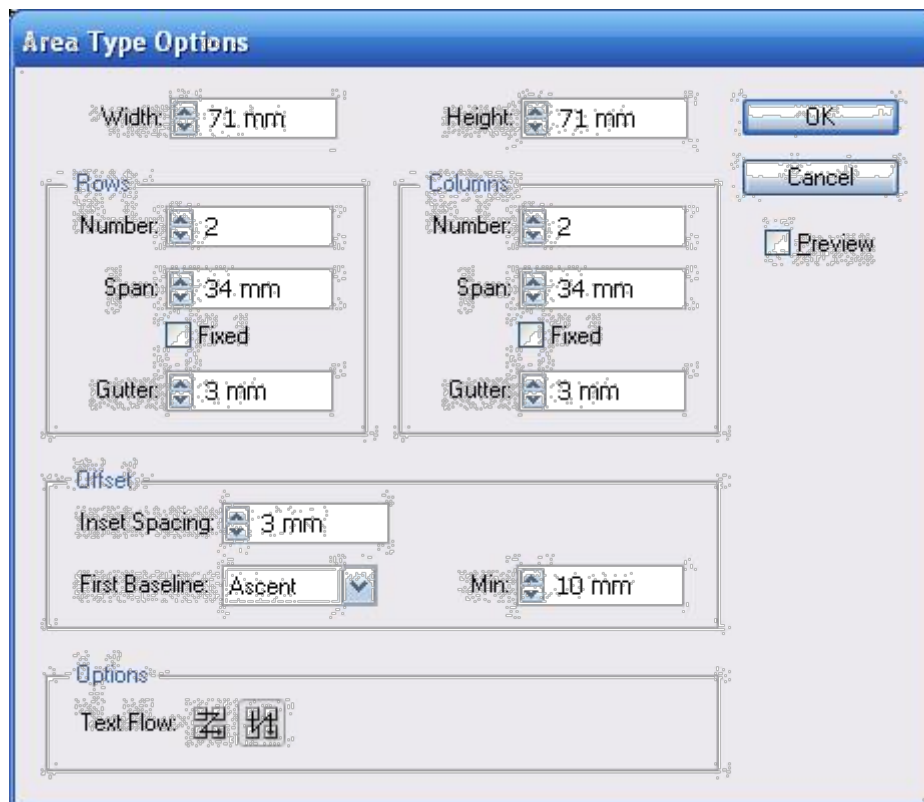 Area Type Options
Width: 71 mm Height: 71 mm OK
Rows Columns Cancel
Number: 2 Number: 2 Preview
Span: 34 mm Span: 34 mm
Fixed Fixed
Gutter: 3 mm Gutter: 3 mm
Offset
Inset Spacing: 3 mm
First Baseline: Ascent Min: 10 mm
Options
Text Flow: